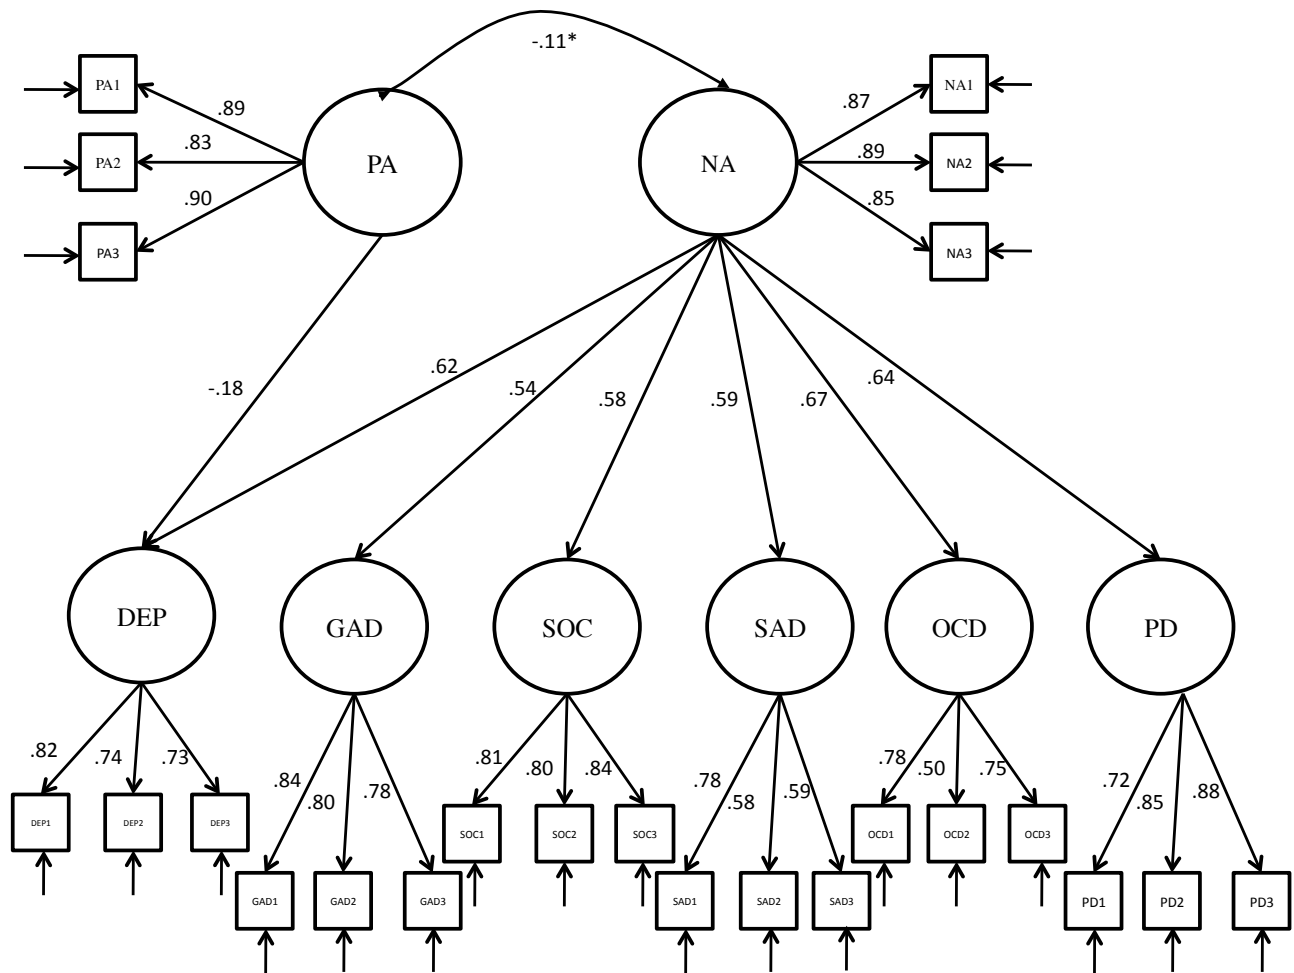 -.11*
PA1
.89
PA2
.83
PA3
.90
PA
NA
.87
NA1
.89
NA2
.85
NA3
-.18
.62
.54
.58
.59
.67
.64
DEP
GAD
SOC
SAD
OCD
PD
.82
.74
.73
.84
.80
.78
.81
.80
.84
.78
.58
.59
.78
.50
.75
.72
.85
.88
DEP1
DEP2
DEP3
GAD1
GAD2
GAD3
SOC1
SOC2
SOC3
SAD1
SAD2
SAD3
OCD1
OCD2
OCD3
PD1
PD2
PD3